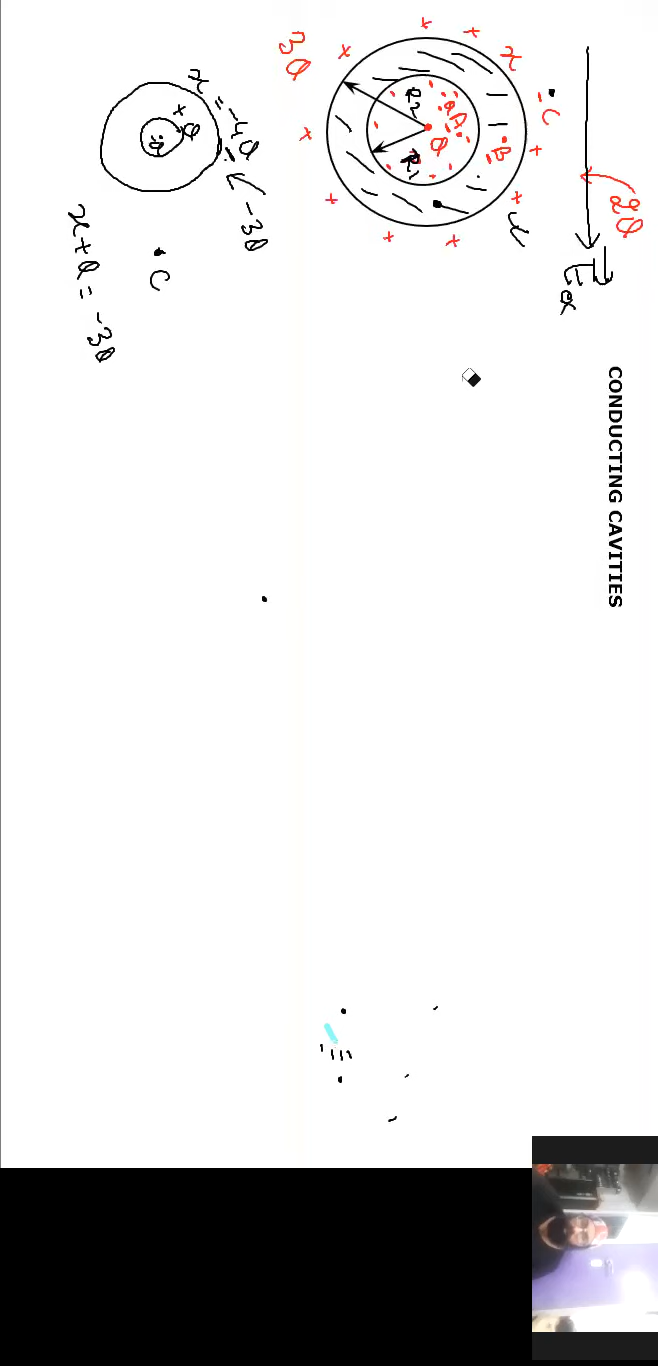 CONDUCTING CAVITIES
2Q
C
x
B
A
Q
R₂
R₁
3Q
+Q
x = -4Q
-3Q
C
x + Q = -3Q